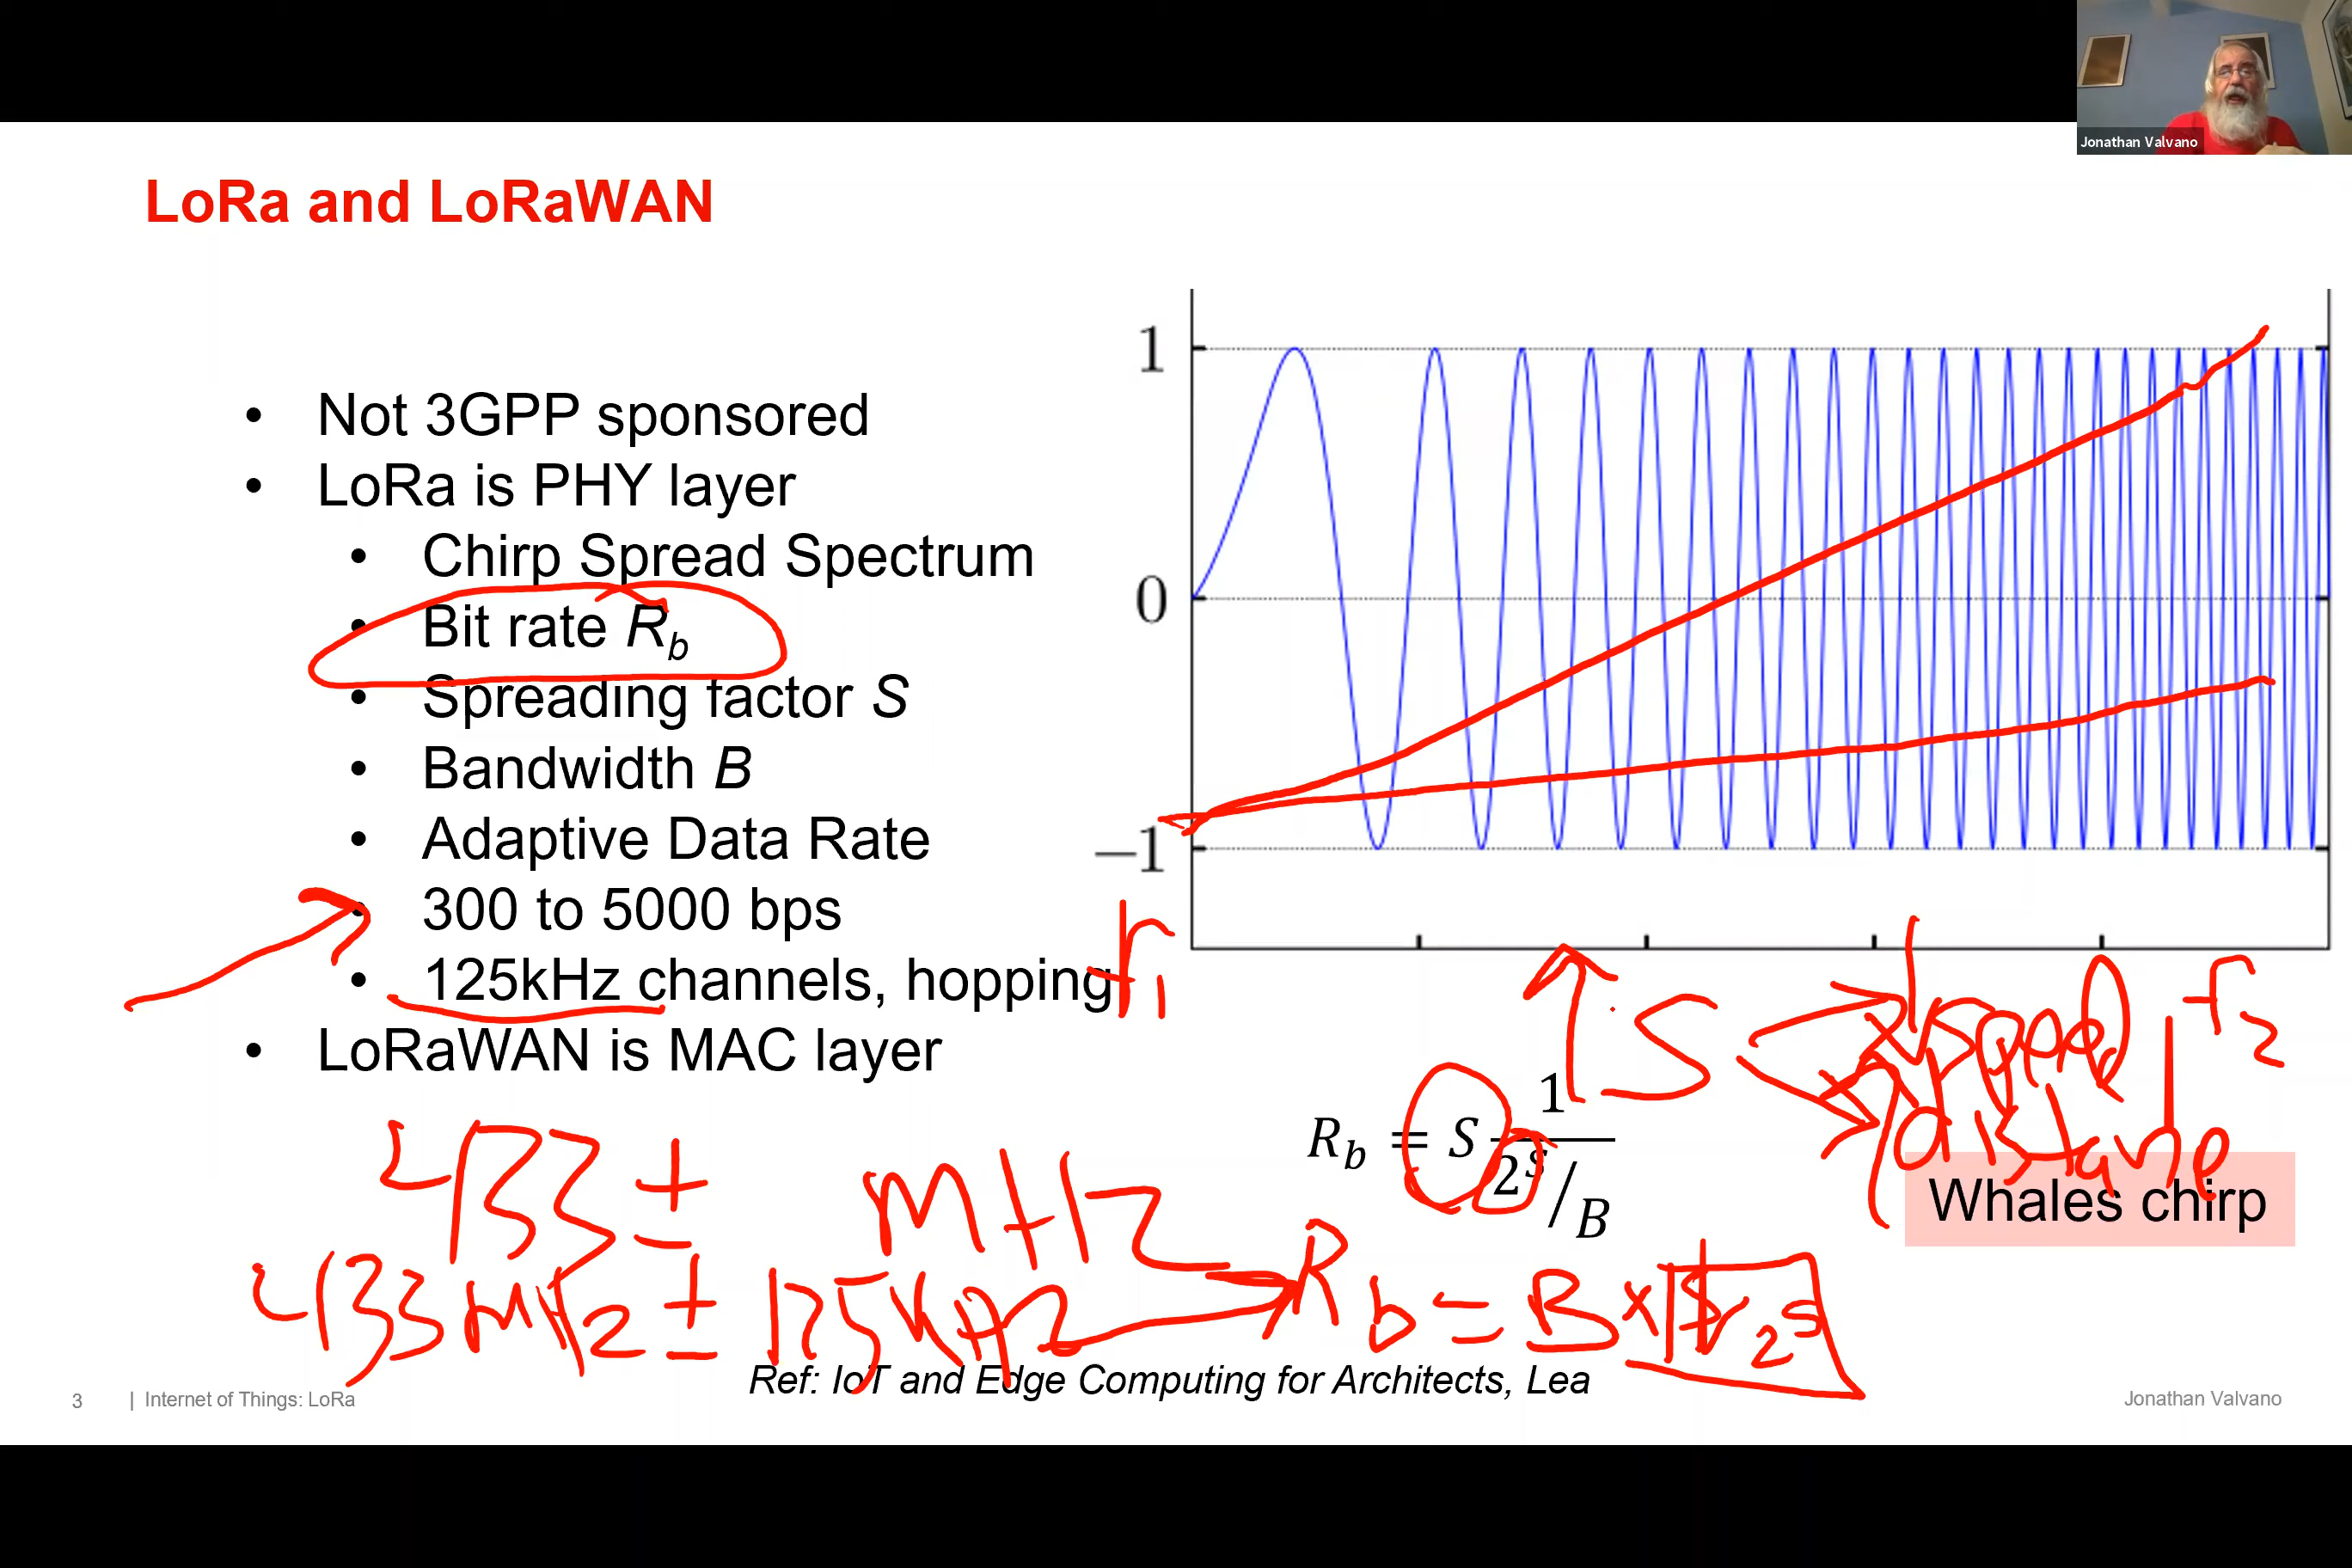 Jonathan Valvano
LoRa and LoRaWAN
• Not 3GPP sponsored
• LoRa is PHY layer
• Chirp Spread Spectrum
• Bit rate Rb
• Spreading factor S
• Bandwidth B
• Adaptive Data Rate
• 300 to 5000 bps
• 125kHz channels, hopping
• LoRaWAN is MAC layer
1
0
−1
f1
S
speed
distance
f2
Rb = S 1 / (2^s / B)
Whales chirp
433 ± MHz
433 MHz ± 125 KHz
Rb = B ×
2^S
Ref: IoT and Edge Computing for Architects, Lea
3 | Internet of Things: LoRa
Jonathan Valvano